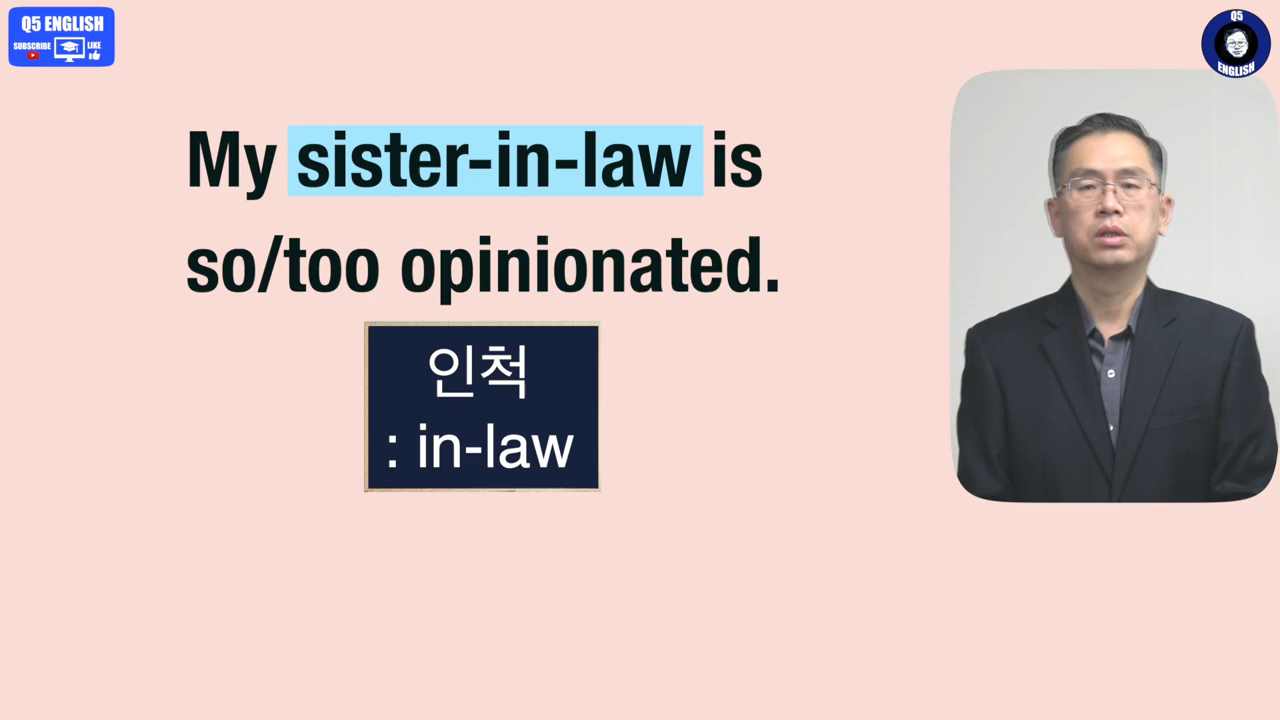 Q5 ENGLISH
SUBSCRIBE
LIKE
Q5
ENGLISH
My sister-in-law is
so/too opinionated.
인척
: in-law